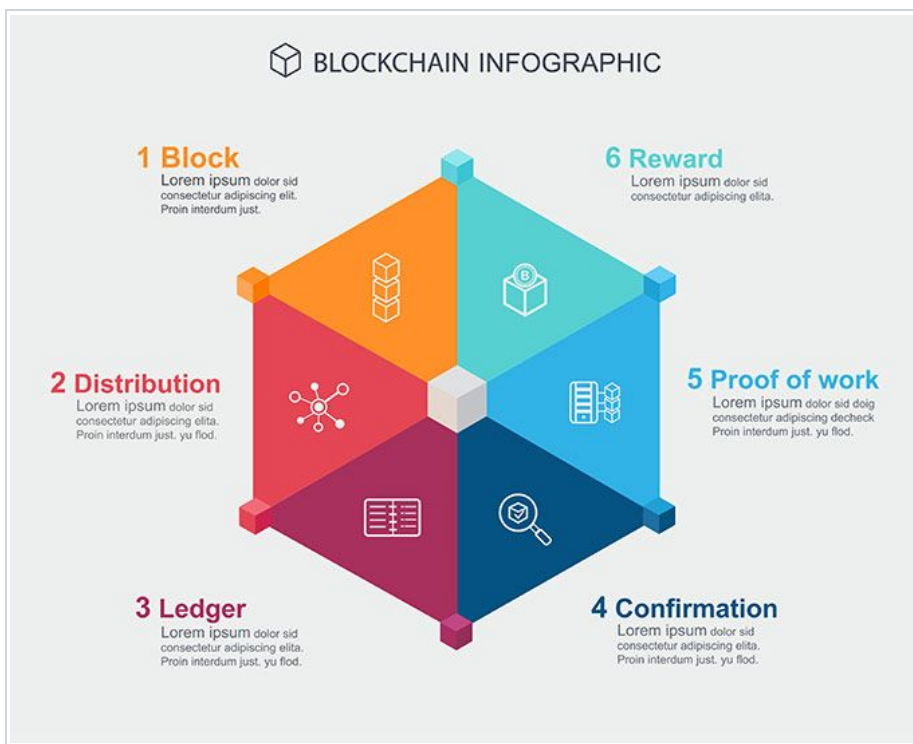 BLOCKCHAIN INFOGRAPHIC
1 Block
Lorem ipsum dolor sid
consectetur adipiscing elit.
Proin interdum just.
2 Distribution
Lorem ipsum dolor sid
consectetur adipiscing elita.
Proin interdum just. yu flod.
3 Ledger
Lorem ipsum dolor sid
consectetur adipiscing elita.
Proin interdum just. yu flod.
4 Confirmation
Lorem ipsum dolor sid
consectetur adipiscing elita.
Proin interdum just. yu flod.
5 Proof of work
Lorem ipsum dolor sid doig
consectetur adipiscing decheck
Proin interdum just. yu flod.
6 Reward
Lorem ipsum dolor sid
consectetur adipiscing elita.
B